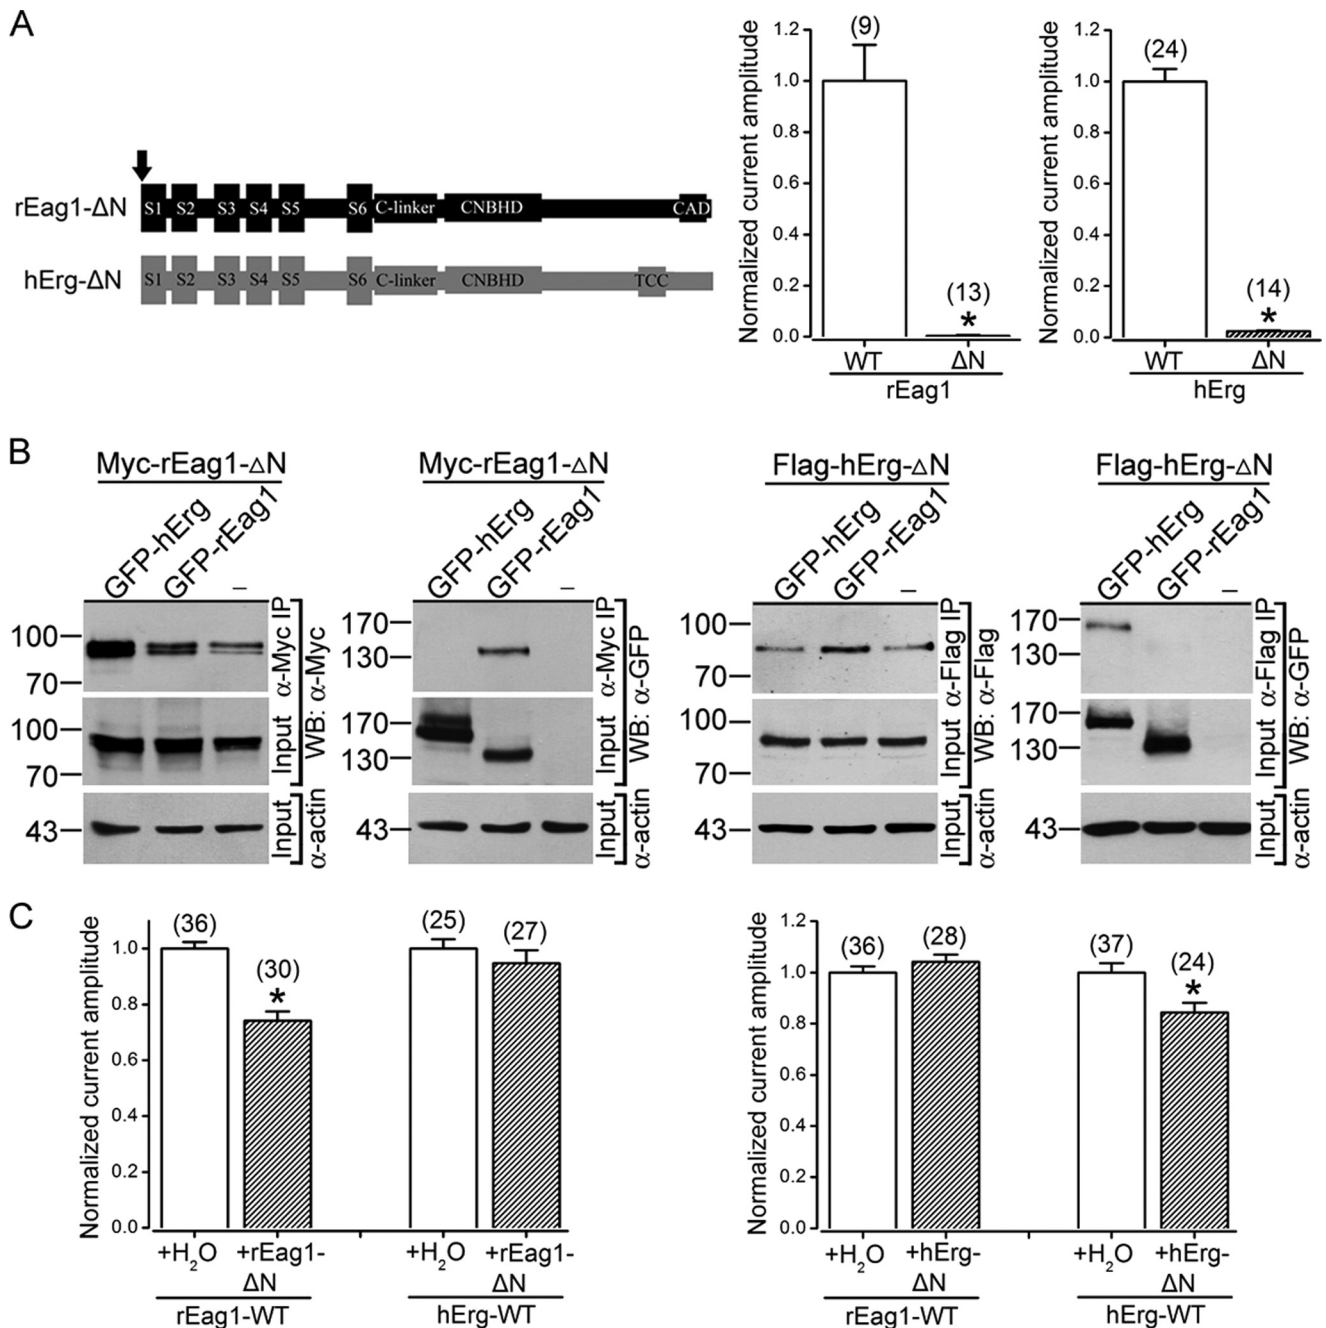 A
rEag1-ΔN
S1 S2 S3 S4 S5 S6 C-linker CNBHD CAD
hErg-ΔN
S1 S2 S3 S4 S5 S6 C-linker CNBHD TCC
Normalized current amplitude
1.2
1.0
0.8
0.6
0.4
0.2
0.0
(9)
(13)
*
WT ΔN
rEag1
Normalized current amplitude
1.2
1.0
0.8
0.6
0.4
0.2
0.0
(24)
(14)
*
WT ΔN
hErg
B
Myc-rEag1-ΔN
GFP-hErg GFP-rEag1 –
100
70
100
70
43
α-Myc IP
Input
WB: α-Myc
Input
α-actin
Myc-rEag1-ΔN
GFP-hErg GFP-rEag1 –
170
130
170
130
43
α-Myc IP
Input
WB: α-GFP
Input
α-actin
Flag-hErg-ΔN
GFP-hErg GFP-rEag1 –
100
70
100
70
43
α-Flag IP
Input
WB: α-Flag
Input
α-actin
Flag-hErg-ΔN
GFP-hErg GFP-rEag1 –
170
130
170
130
43
α-Flag IP
Input
WB: α-GFP
Input
α-actin
C
Normalized current amplitude
1.0
0.8
0.6
0.4
0.2
0.0
(36)
(30)
*
(25)
(27)
+H₂O +rEag1-
ΔN
rEag1-WT
+H₂O +rEag1-
ΔN
hErg-WT
Normalized current amplitude
1.2
1.0
0.8
0.6
0.4
0.2
0.0
(36)
(28)
(37)
(24)
*
+H₂O +hErg-
ΔN
rEag1-WT
+H₂O +hErg-
ΔN
hErg-WT